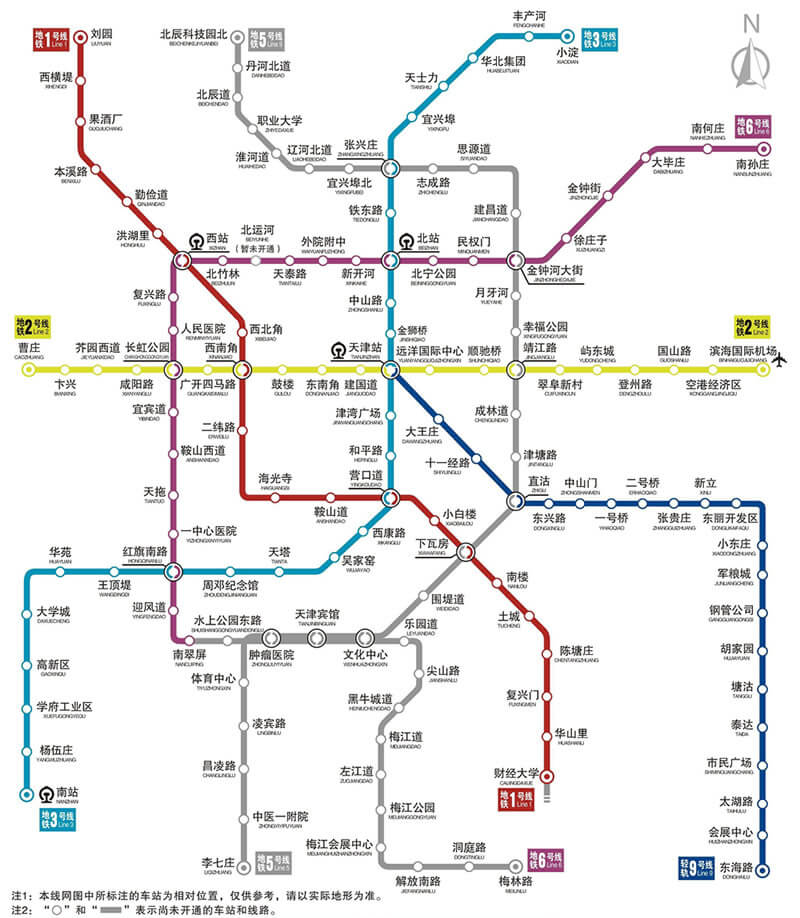 地铁1号线 Line 1
刘园
LIUYUAN
西横堤
XIHENGDI
果酒厂
GUOJIUCHANG
本溪路
BENXILU
勤俭道
QINJIANDAO
洪湖里
HONGHULI
西站
XIZHAN
北辰科技园北
BEICHENKEJIYUANBEI
地铁5号线 Line 5
丹河北道
DANHEBEIDAO
北辰道
BEICHENDAO
职业大学
ZHIYEDAXUE
淮河道
HUAIHEDAO
辽河北道
LIAOHEBEIDAO
宜兴埠北
YIXINGFUBEI
张兴庄
ZHANGXINGZHUANG
丰产河
FENGCHANHE
小淀
XIAODIAN
地铁3号线 Line 3
华北集团
HUABEIJITUAN
天士力
TIANSHILI
宜兴埠
YIXINGFU
铁东路
TIEDONGLU
志成路
ZHICHENGLU
思源道
SIYUANDAO
建昌道
JIANCHANGDAO
N
地铁6号线 Line 6
南何庄
NANHEZHUANG
南孙庄
NANSUNZHUANG
大毕庄
DABIZHUANG
金钟街
JINZHONGJIE
徐庄子
XUZHUANGZI
金钟河大街
JINZHONGHEDAJIE
民权门
MINQUANMEN
北宁公园
BEININGGONGYUAN
北站
BEIZHAN
新开河
XINKAIHE
外院附中
WAIYUANFUZHONG
天泰路
TIANTAILU
北运河
BEIYUNHE
(暂未开通)
北竹林
BEIZHULIN
复兴路
FUXINGLU
人民医院
RENMINYIYUAN
西北角
XIBEIJIAO
中山路
ZHONGSHANLU
金狮桥
JINSHIQIAO
月牙河
YUEYAHE
幸福公园
XINGFUGONGYUAN
地铁2号线 Line 2
曹庄
CAOZHUANG
卞兴
BIANXING
芥园西道
JIEYUANXIDAO
咸阳路
XIANYANGLU
长虹公园
CHANGHONGGONGYUAN
广开四马路
GUANGKAISIMALU
西南角
XINANJIAO
鼓楼
GULOU
东南角
DONGNANJIAO
建国道
JIANGUODAO
天津站
TIANJINZHAN
远洋国际中心
YUANYANGGUOJIZHONGXIN
顺驰桥
SHUNCHIQIAO
靖江路
JINGJIANGLU
翠阜新村
CUIFUXINCUN
屿东城
YUDONGCHENG
登州路
DENGZHOULU
国山路
GUOSHANLU
空港经济区
KONGGANGJINGJIQU
滨海国际机场
BINHAIGUOJIJICHANG
地铁2号线 Line 2
宜宾道
YIBINDAO
鞍山西道
ANSHANXIDAO
天拖
TIANTUO
一中心医院
YIZHONGXINYIYUAN
红旗南路
HONGQINANLU
迎风道
YINGFENGDAO
南翠屏
NANCUIPING
二纬路
ERWEILU
海光寺
HAIGUANGSI
鞍山道
ANSHANDAO
营口道
YINGKOUDAO
小白楼
XIAOBAILOU
下瓦房
XIAWAFANG
南楼
NANLOU
土城
TUCHENG
陈塘庄
CHENTANGZHUANG
复兴门
FUXINGMEN
华山里
HUASHANLI
财经大学
CAIJINGDAXUE
地铁1号线 Line 1
津湾广场
JINWANGUANGCHANG
和平路
HEPINGLU
西康路
XIKANGLU
吴家窑
WUJIAYAO
天塔
TIANTA
周邓纪念馆
ZHOUDENGJINIANGUAN
王顶堤
WANGDINGDI
华苑
HUAYUAN
大学城
DAXUECHENG
高新区
GAOXINQU
学府工业区
XUEFUGONGYEQU
杨伍庄
YANGWUZHUANG
南站
NANZHAN
地铁3号线 Line 3
成林道
CHENGLINDAO
津塘路
JINTANGLU
直沽
ZHIGU
围堤道
WEIDIDAO
大王庄
DAWANGZHUANG
十一经路
SHIYIJINGLU
东兴路
DONGXINGLU
中山门
ZHONGSHANMEN
一号桥
YIHAOQIAO
二号桥
ERHAOQIAO
张贵庄
ZHANGGUIZHUANG
新立
XINLI
东丽开发区
DONGLIKAIFAQU
小东庄
XIAODONGZHUANG
军粮城
JUNLIANGCHENG
钢管公司
GANGGUANGONGSI
胡家园
HUJIAYUAN
塘沽
TANGGU
泰达
TAIDA
市民广场
SHIMINGUANGCHANG
太湖路
TAIHULU
会展中心
HUIZHANZHONGXIN
东海路
DONGHAILU
轻轨9号线 Line 9
水上公园东路
SHUISHANGGONGYUANDONGLU
肿瘤医院
ZHONGLIUYIYUAN
天津宾馆
TIANJINBINGUAN
文化中心
WENHUAZHONGXIN
体育中心
TIYUZHONGXIN
凌宾路
LINGBINLU
昌凌路
CHANGLINGLU
中医一附院
ZHONGYIYIFUYUAN
李七庄
LIQIZHUANG
地铁5号线 Line 5
乐园道
LEYUANDAO
尖山路
JIANSHANLU
黑牛城道
HEINIUCHENGDAO
梅江道
MEIJIANGDAO
左江道
ZUOJIANGDAO
梅江公园
MEIJIANGGONGYUAN
梅江会展中心
MEIJIANGHUIZHANZHONGXIN
解放南路
JIEFANGNANLU
洞庭路
DONGTINGLU
梅林路
MEILINLU
地铁6号线 Line 6
注1：本线网图中所标注的车站为相对位置，仅供参考，请以实际地形为准。
注2：“○”和“ ”表示尚未开通的车站和线路。